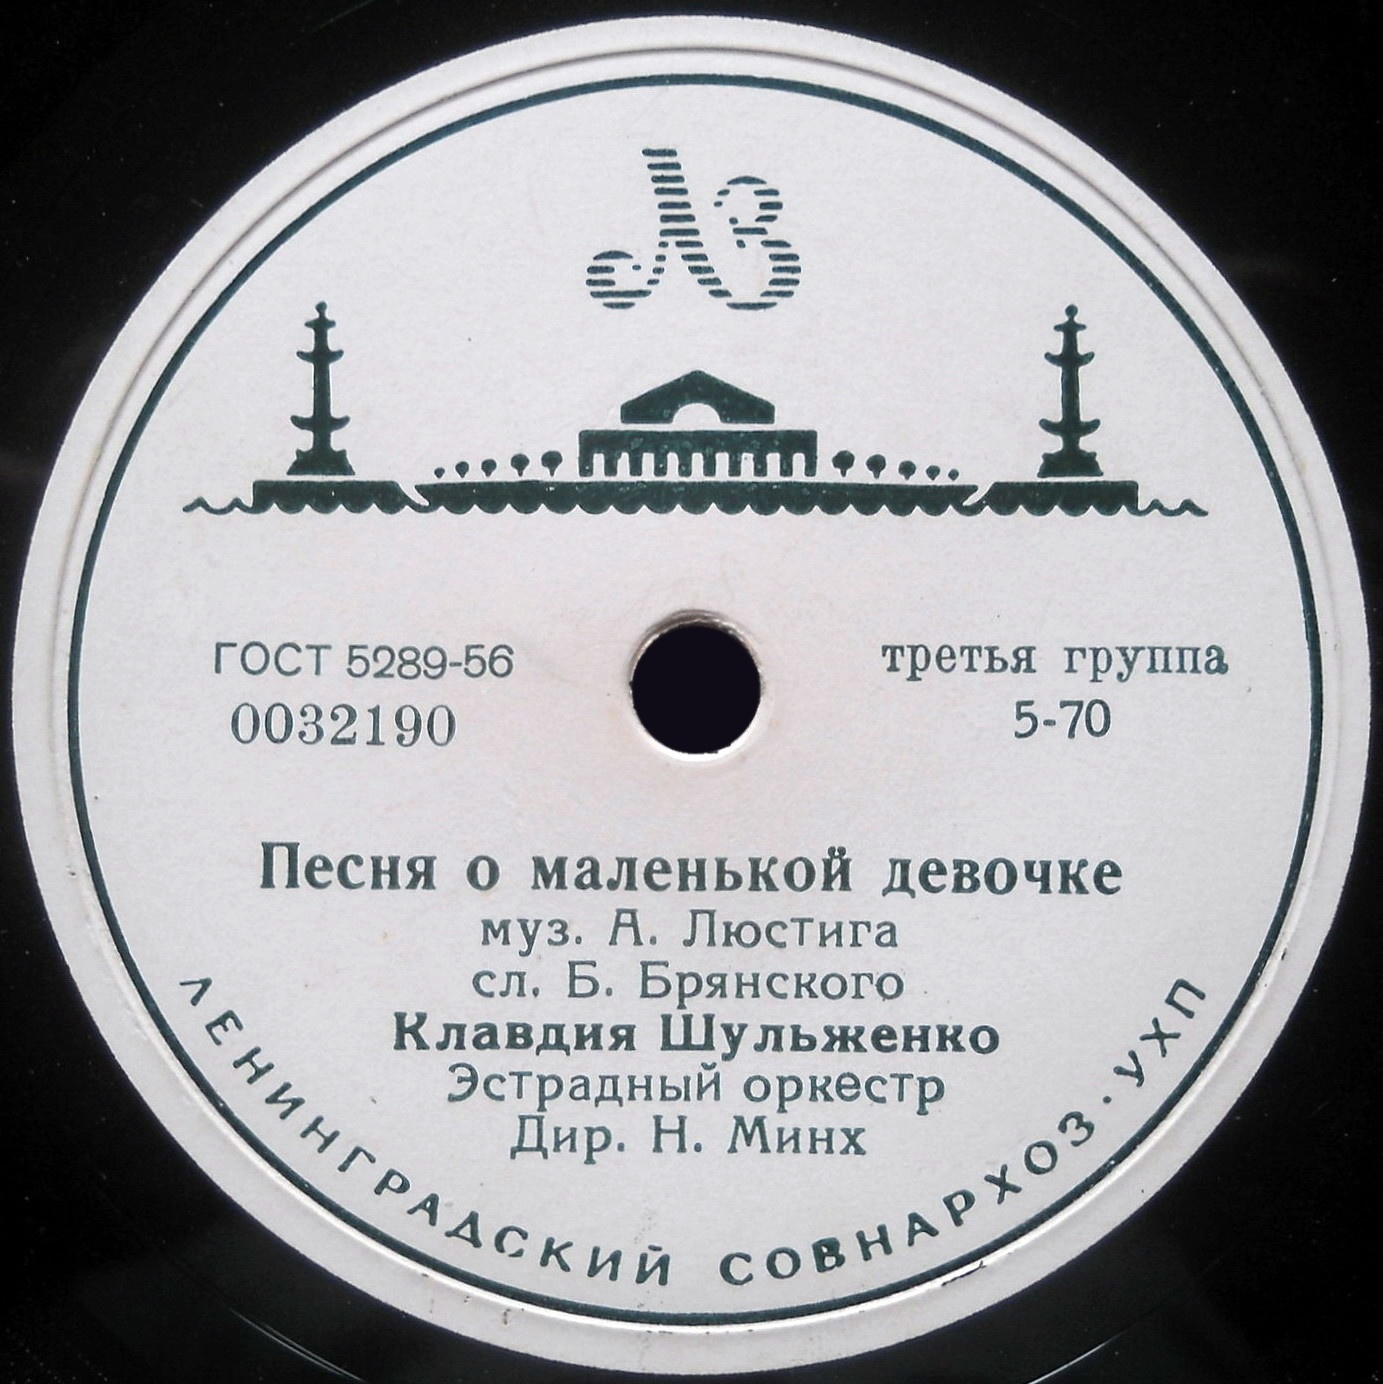 ЛЗ
ГОСТ 5289-56
0032190
третья группа
5-70
Песня о маленькой девочке
муз. А. Люстига
сл. Б. Брянского
Клавдия Шульженко
Эстрадный оркестр
Дир. Н. Минх
ЛЕНИНГРАДСКИЙ СОВНАРХОЗ · УХП